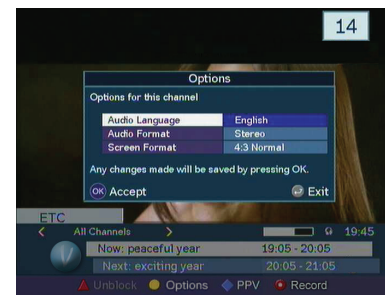 14
Options
Options for this channel
Audio Language English
Audio Format Stereo
Screen Format 4:3 Normal
Any changes made will be saved by pressing OK.
OK Accept Exit
ETC
All Channels 19:45
Now: peaceful year 19:05 - 20:05
Next: exciting year 20:05 - 21:05
Unblock Options PPV Record